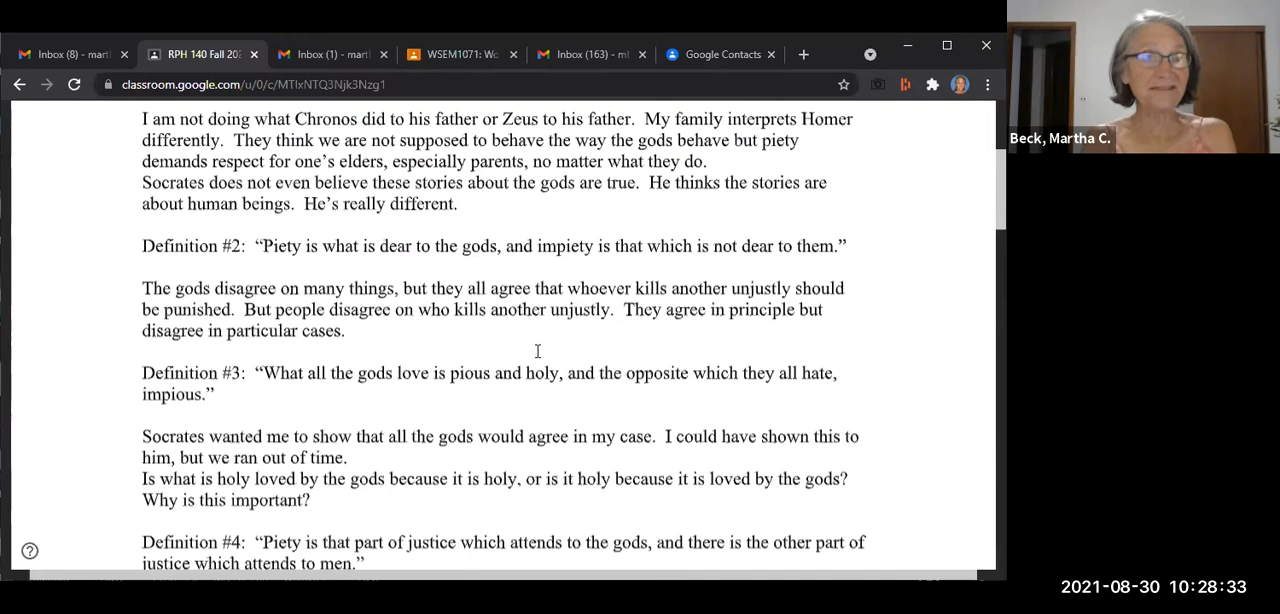 Inbox (8) - mart
RPH 140 Fall 202
Inbox (1) - mart
WSEM1071: Wo
Inbox (163) - m
Google Contacts
classroom.google.com/u/0/c/MTIxNTQ3Njk3Nzg1
I am not doing what Chronos did to his father or Zeus to his father. My family interprets Homer
differently. They think we are not supposed to behave the way the gods behave but piety
demands respect for one's elders, especially parents, no matter what they do.
Socrates does not even believe these stories about the gods are true. He thinks the stories are
about human beings. He's really different.
Definition #2: “Piety is what is dear to the gods, and impiety is that which is not dear to them.”
The gods disagree on many things, but they all agree that whoever kills another unjustly should
be punished. But people disagree on who kills another unjustly. They agree in principle but
disagree in particular cases.
Definition #3: “What all the gods love is pious and holy, and the opposite which they all hate,
impious.”
Socrates wanted me to show that all the gods would agree in my case. I could have shown this to
him, but we ran out of time.
Is what is holy loved by the gods because it is holy, or is it holy because it is loved by the gods?
Why is this important?
Definition #4: “Piety is that part of justice which attends to the gods, and there is the other part of
justice which attends to men.”
Beck, Martha C.
2021-08-30 10:28:33